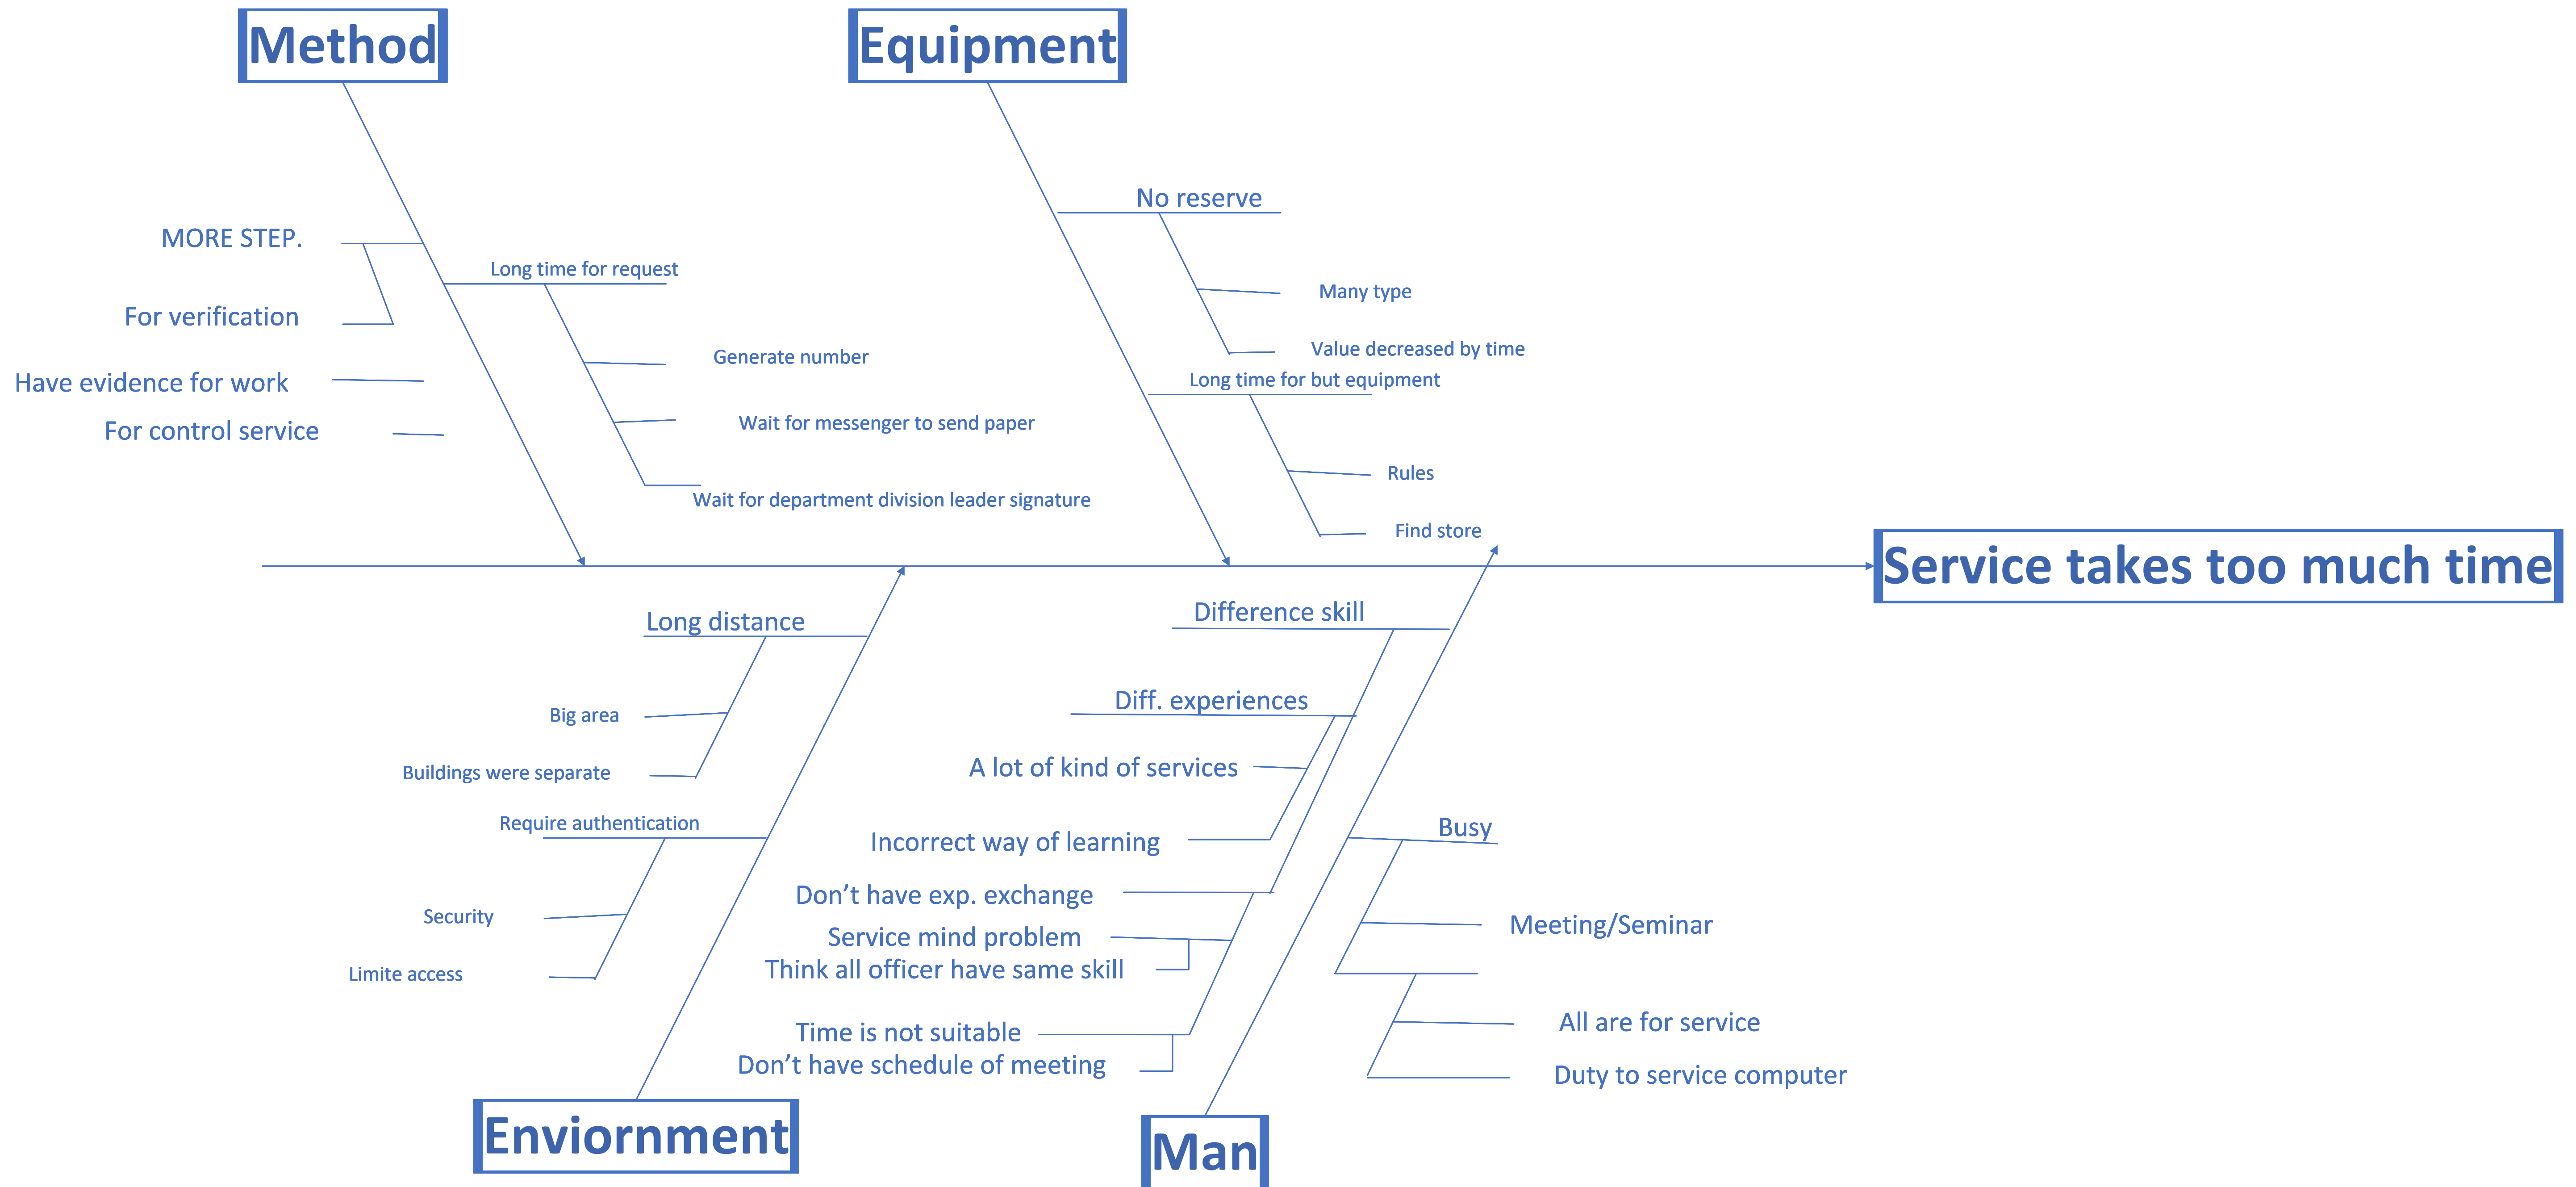 Method
Equipment
No reserve
MORE STEP.
Long time for request
Many type
For verification
Value decreased by time
Generate number
Long time for but equipment
Have evidence for work
Wait for messenger to send paper
For control service
Rules
Wait for department division leader signature
Find store
Service takes too much time
Long distance
Difference skill
Diff. experiences
Big area
A lot of kind of services
Buildings were separate
Require authentication
Busy
Incorrect way of learning
Don’t have exp. exchange
Security
Meeting/Seminar
Service mind problem
Think all officer have same skill
Limite access
All are for service
Time is not suitable
Don’t have schedule of meeting
Duty to service computer
Enviornment
Man